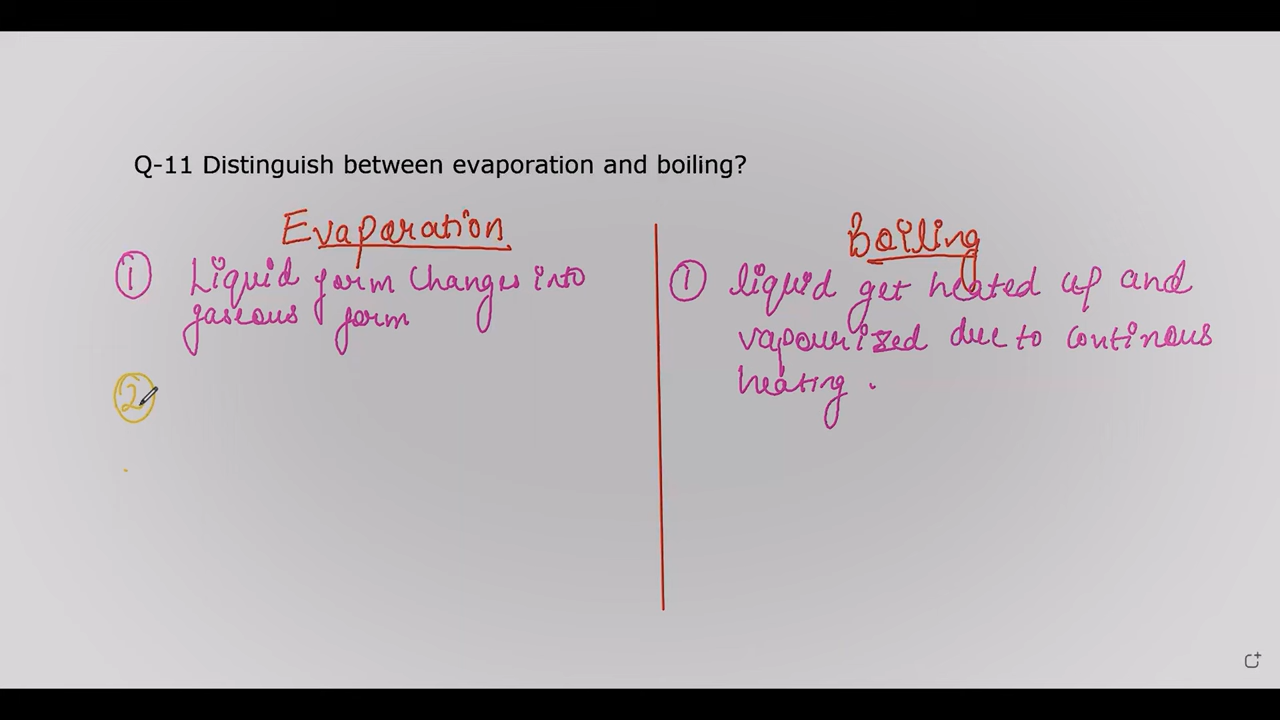 Q-11 Distinguish between evaporation and boiling?
Evaparation
① Liquid form Changes into
gaseous form
②
Boiling
① liquid get heated up and
vapourized due to continous
heating.